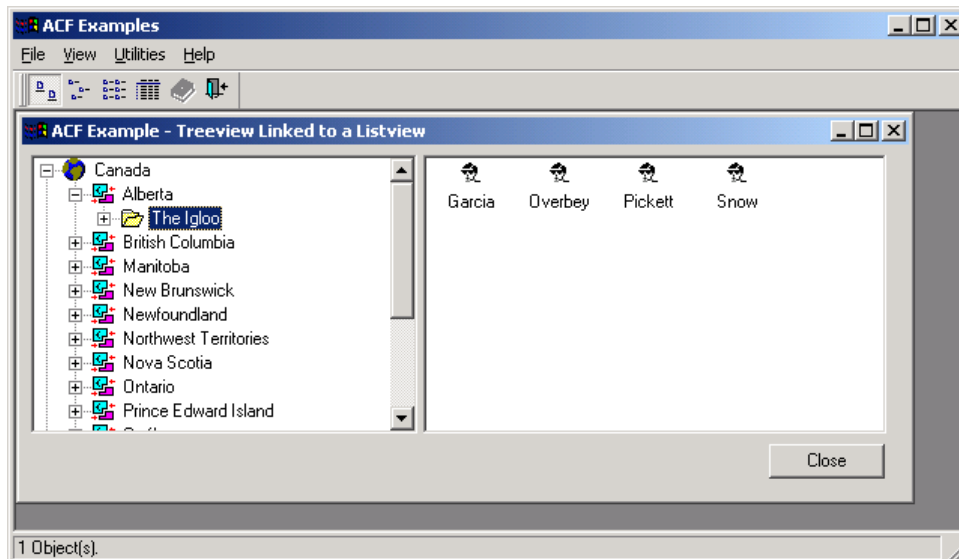 ACF Examples
File View Utilities Help
ACF Example - Treeview Linked to a Listview
Canada
Alberta
The Igloo
British Columbia
Manitoba
New Brunswick
Newfoundland
Northwest Territories
Nova Scotia
Ontario
Prince Edward Island
Garcia Overbey Pickett Snow
Close
1 Object(s).